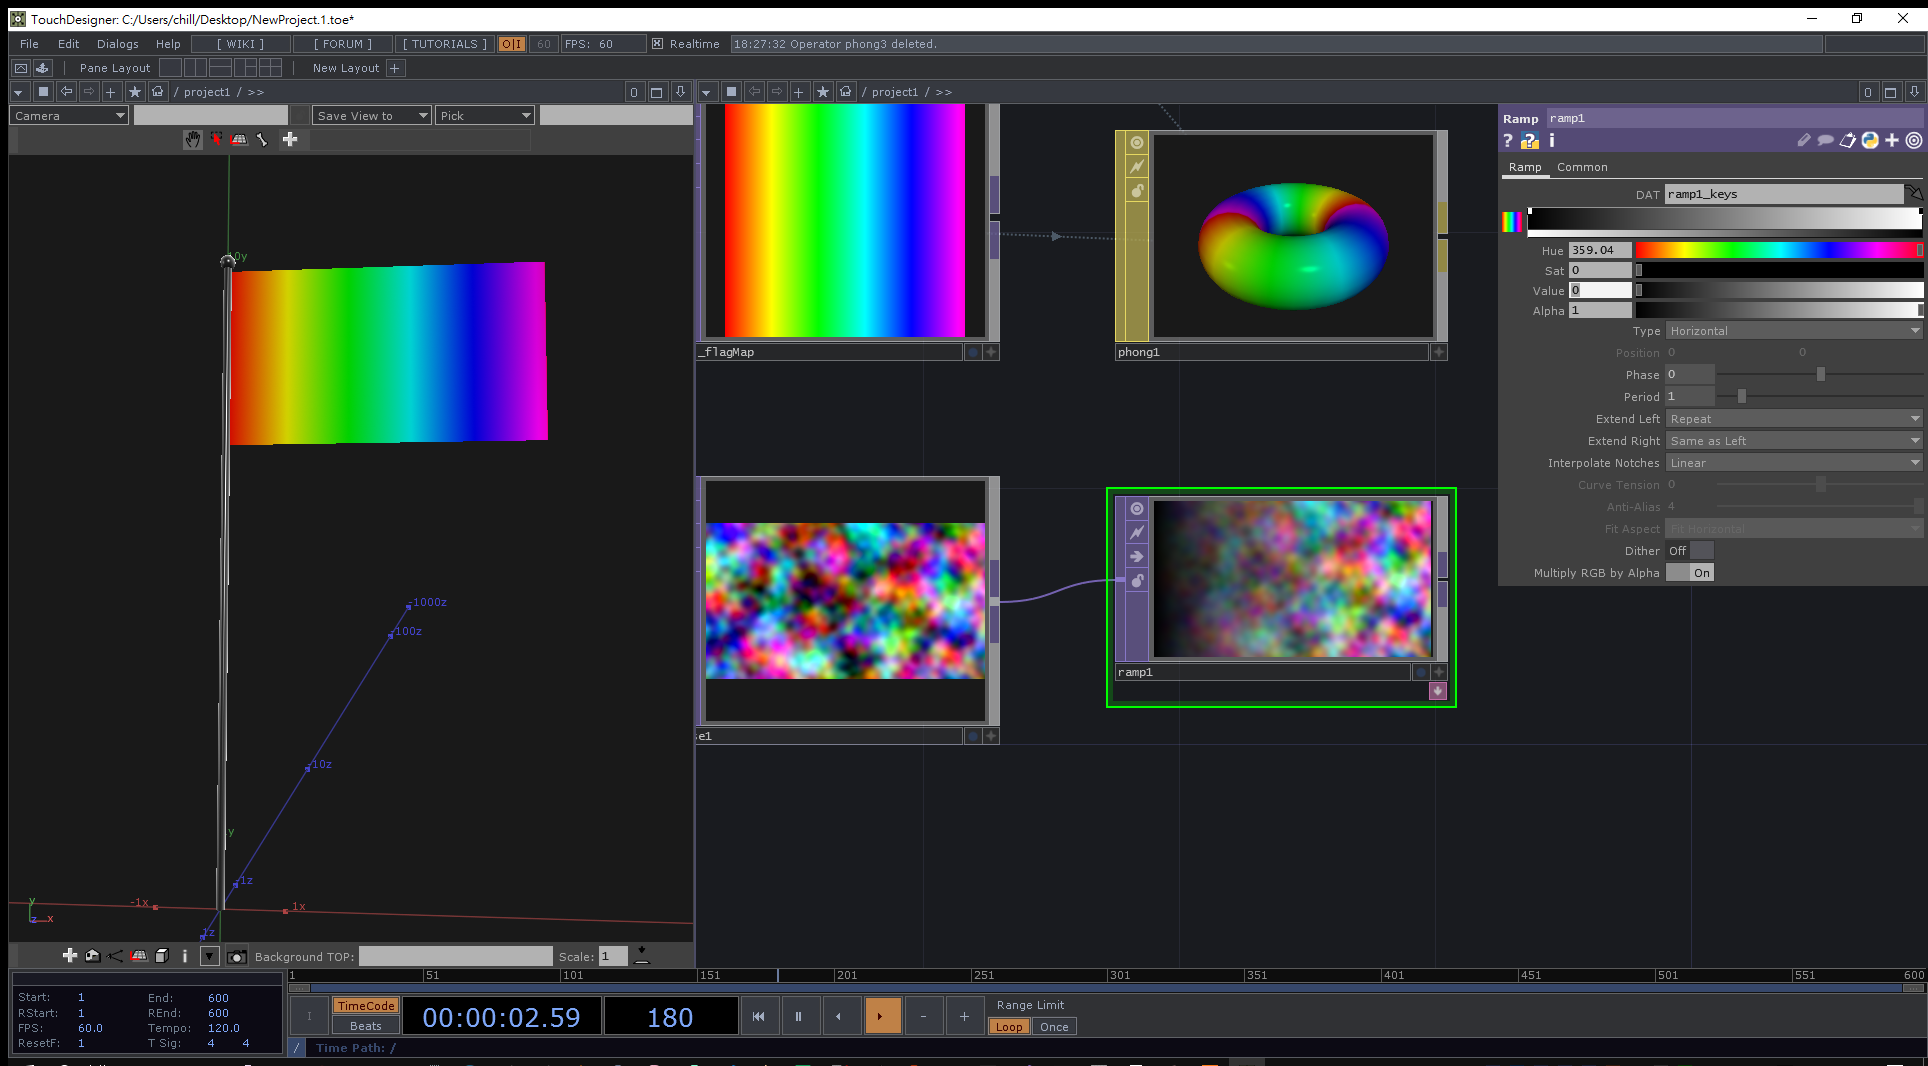 TouchDesigner: C:/Users/chill/Desktop/NewProject.1.toe*
File Edit Dialogs Help [ WIKI ] [ FORUM ] [ TUTORIALS ] O|I 60 FPS: 60 Realtime 18:27:32 Operator phong3 deleted.
Pane Layout New Layout +
/ project1 / >> 0
/ project1 / >> 0
Camera Save View to Pick
0y
-1000z
-100z
-10z
y
-1z
-1x
1x
1z
y
z x
_flagMap
phong1
e1
ramp1
Ramp ramp1
? ? i
Ramp Common
DAT ramp1_keys
Hue 359.04
Sat 0
Value 0
Alpha 1
Type Horizontal
Position 0 0
Phase 0
Period 1
Extend Left Repeat
Extend Right Same as Left
Interpolate Notches Linear
Curve Tension 0
Anti-Alias 4
Fit Aspect Fit Horizontal
Dither Off
Multiply RGB by Alpha On
i Background TOP: Scale: 1
1 51 101 151 201 251 301 351 401 451 501 551 600
Start: 1 End: 600
RStart: 1 REnd: 600
FPS: 60.0 Tempo: 120.0
ResetF: 1 T Sig: 4 4
I TimeCode Beats 00:00:02.59 180 - + Range Limit
Loop Once
/ Time Path: /